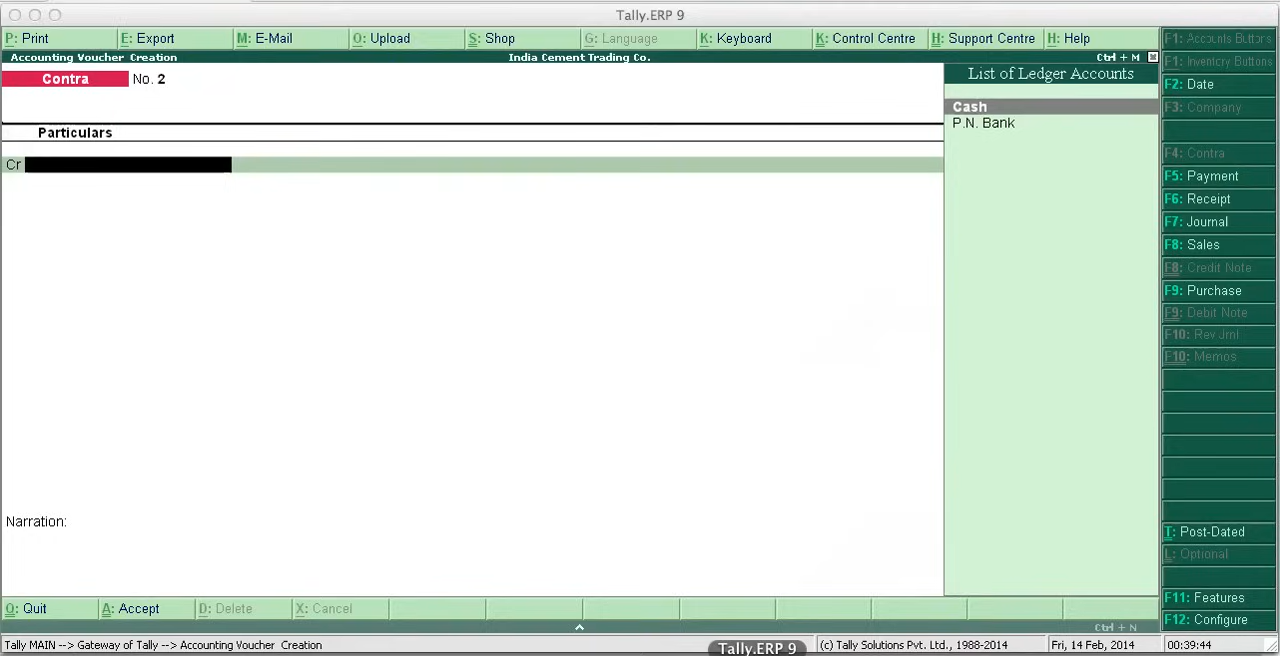 Tally.ERP 9
P: Print E: Export M: E-Mail O: Upload S: Shop G: Language K: Keyboard K: Control Centre H: Support Centre H: Help
Accounting Voucher Creation India Cement Trading Co. Ctrl + M
Contra No. 2
Particulars
Cr
Narration:
List of Ledger Accounts
Cash
P.N. Bank
F1: Accounts Buttons
F1: Inventory Buttons
F2: Date
F3: Company
F4: Contra
F5: Payment
F6: Receipt
F7: Journal
F8: Sales
F8: Credit Note
F9: Purchase
F9: Debit Note
F10: Rev Jrnl
F10: Memos
T: Post-Dated
L: Optional
F11: Features
F12: Configure
Q: Quit A: Accept D: Delete X: Cancel
Ctrl + N
Tally MAIN --> Gateway of Tally --> Accounting Voucher Creation Tally.ERP 9 (c) Tally Solutions Pvt. Ltd., 1988-2014 Fri, 14 Feb, 2014 00:39:44